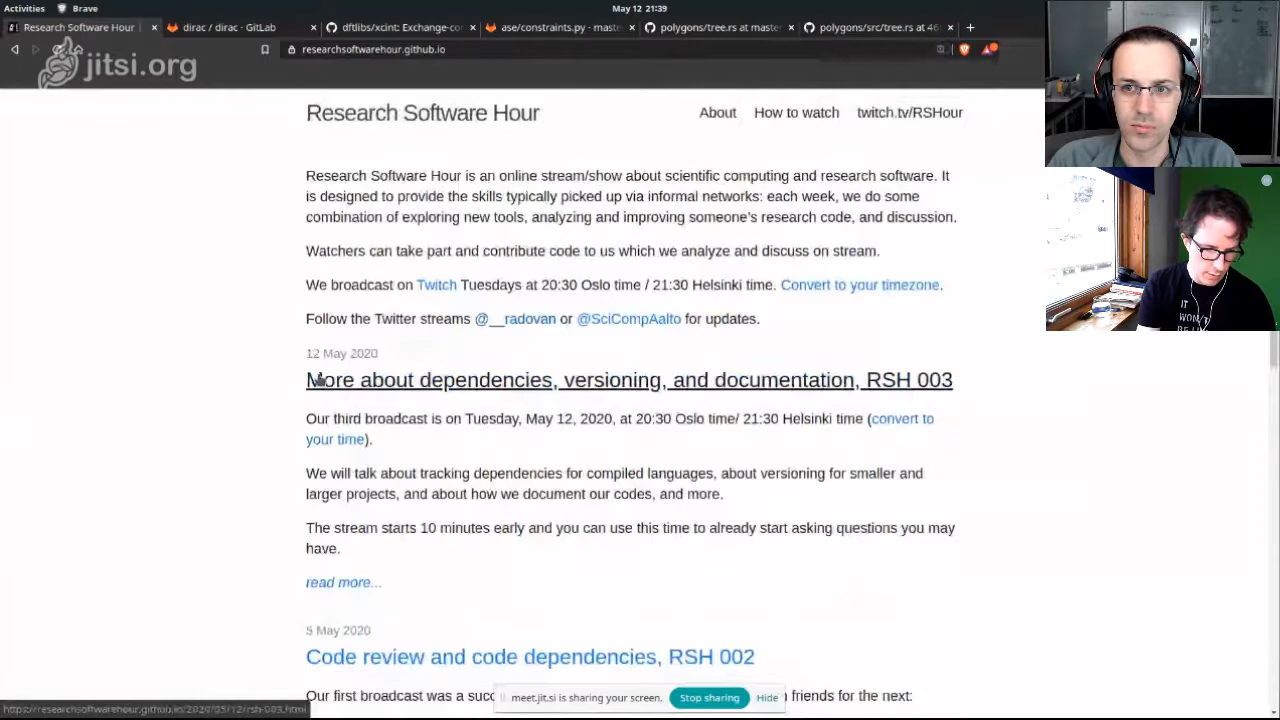 Activities Brave May 12 21:39
Research Software Hour dirac / dirac · GitLab dftlibs/xcint: Exchange-co ase/constraints.py · maste polygons/tree.rs at master polygons/src/tree.rs at 46
researchsoftwarehour.github.io
jitsi.org
Research Software Hour About How to watch twitch.tv/RSHour
Research Software Hour is an online stream/show about scientific computing and research software. It
is designed to provide the skills typically picked up via informal networks: each week, we do some
combination of exploring new tools, analyzing and improving someone's research code, and discussion.
Watchers can take part and contribute code to us which we analyze and discuss on stream.
We broadcast on Twitch Tuesdays at 20:30 Oslo time / 21:30 Helsinki time. Convert to your timezone.
Follow the Twitter streams @__radovan or @SciCompAalto for updates.
12 May 2020
More about dependencies, versioning, and documentation, RSH 003
Our third broadcast is on Tuesday, May 12, 2020, at 20:30 Oslo time/ 21:30 Helsinki time (convert to
your time).
We will talk about tracking dependencies for compiled languages, about versioning for smaller and
larger projects, and about how we document our codes, and more.
The stream starts 10 minutes early and you can use this time to already start asking questions you may
have.
read more...
5 May 2020
Code review and code dependencies, RSH 002
Our first broadcast was a succ friends for the next:
meet.jit.si is sharing your screen. Stop sharing Hide
https://researchsoftwarehour.github.io/2020/05/12/rsh-003.html
IT
WON'T